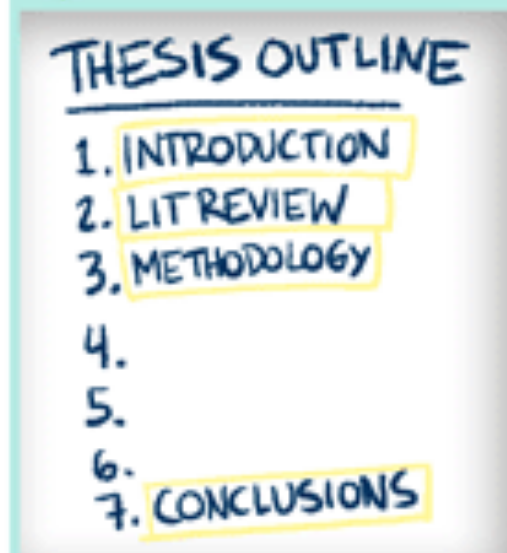 THESIS OUTLINE
1. INTRODUCTION
2. LIT REVIEW
3. METHODOLOGY
4.
5.
6.
7. CONCLUSIONS